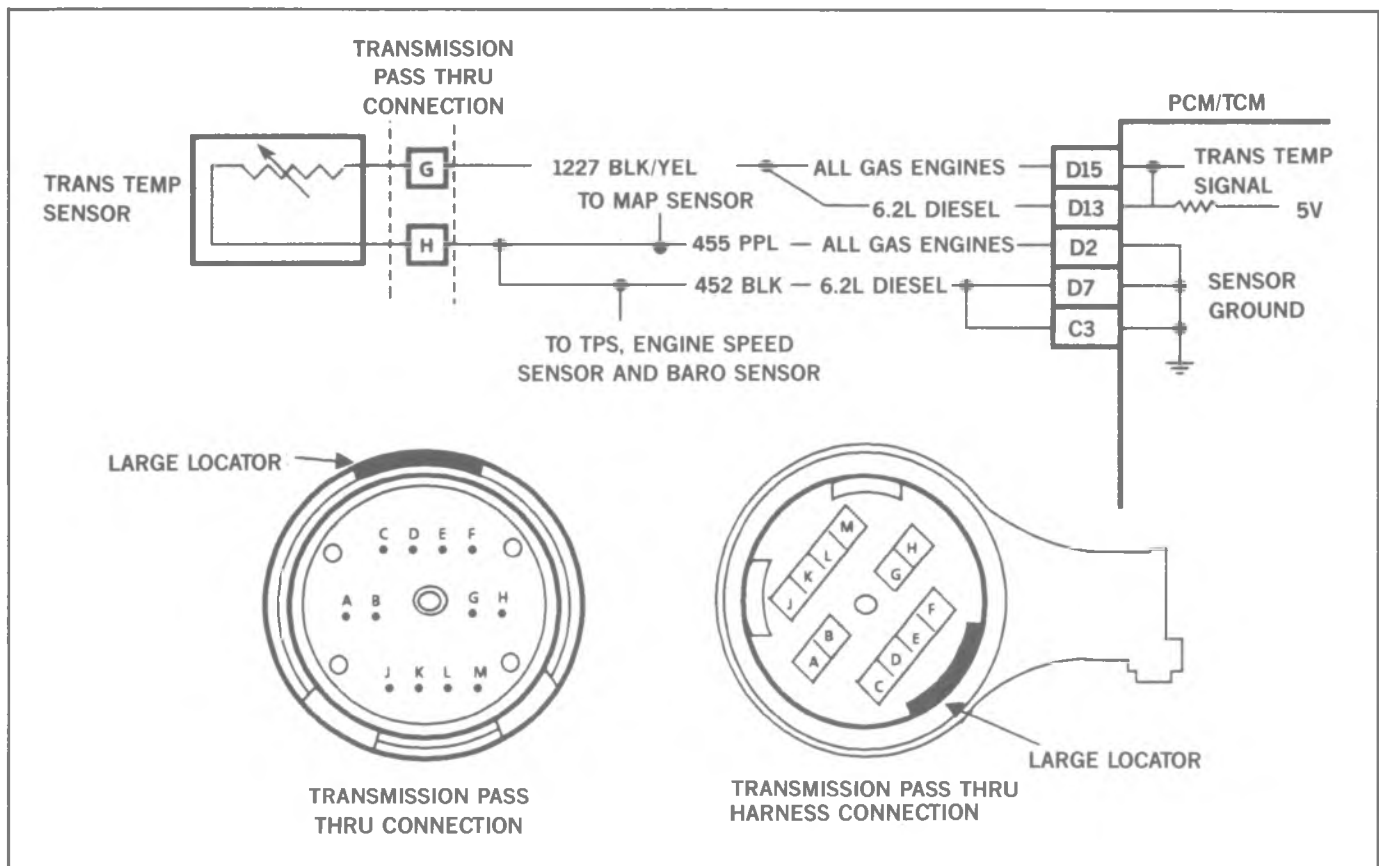 TRANSMISSION
PASS THRU
CONNECTION
PCM/TCM
TRANS TEMP
SENSOR
G
1227 BLK/YEL
ALL GAS ENGINES
D15
TRANS TEMP
SIGNAL
TO MAP SENSOR
6.2L DIESEL
D13
5V
H
455 PPL
ALL GAS ENGINES
D2
452 BLK
6.2L DIESEL
D7
SENSOR
GROUND
C3
TO TPS, ENGINE SPEED
SENSOR AND BARO SENSOR
LARGE LOCATOR
C D E F
A B G H
J K L M
TRANSMISSION PASS
THRU CONNECTION
J K L M
G H
A B
C D E F
LARGE LOCATOR
TRANSMISSION PASS THRU
HARNESS CONNECTION